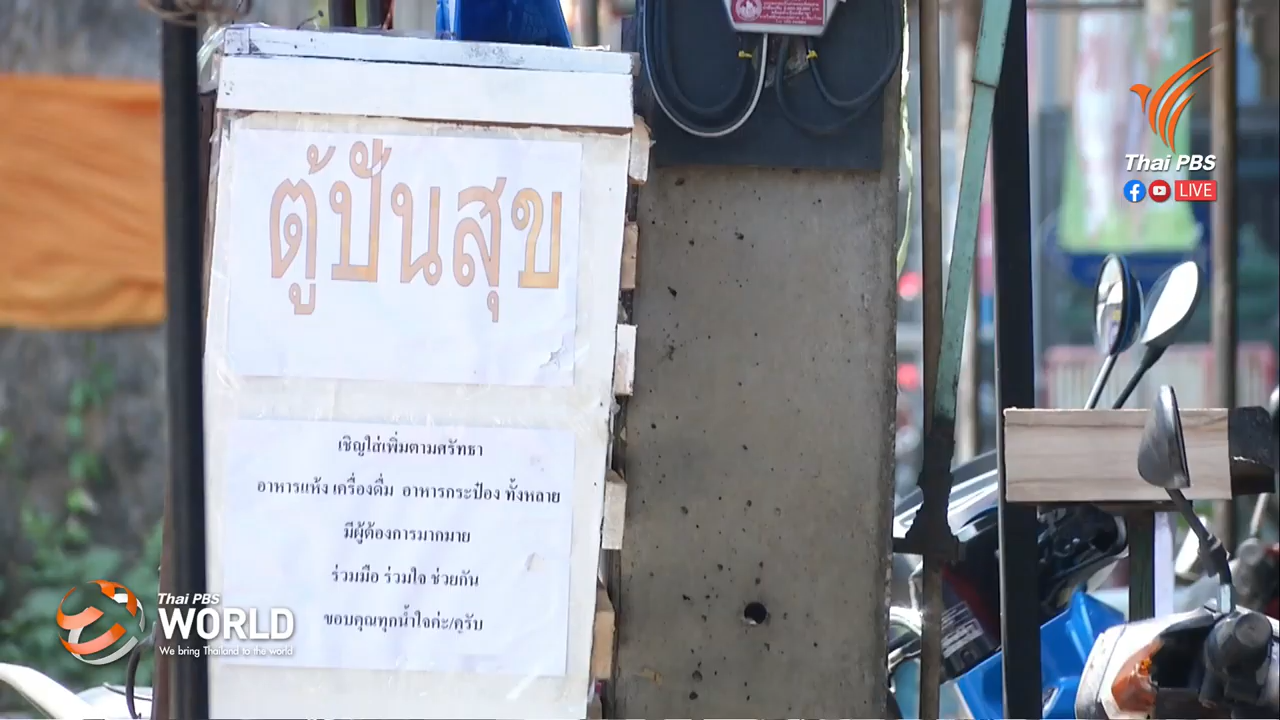 ตู้ปันสุข
เชิญใส่เพิ่มตามศรัทธา
อาหารแห้ง เครื่องดื่ม อาหารกระป๋อง ทั้งหลาย
มีผู้ต้องการมากมาย
ร่วมมือ ร่วมใจ ช่วยกัน
ขอบคุณทุกน้ำใจค่ะ/ครับ
Thai PBS
LIVE
Thai PBS
WORLD
We bring Thailand to the world